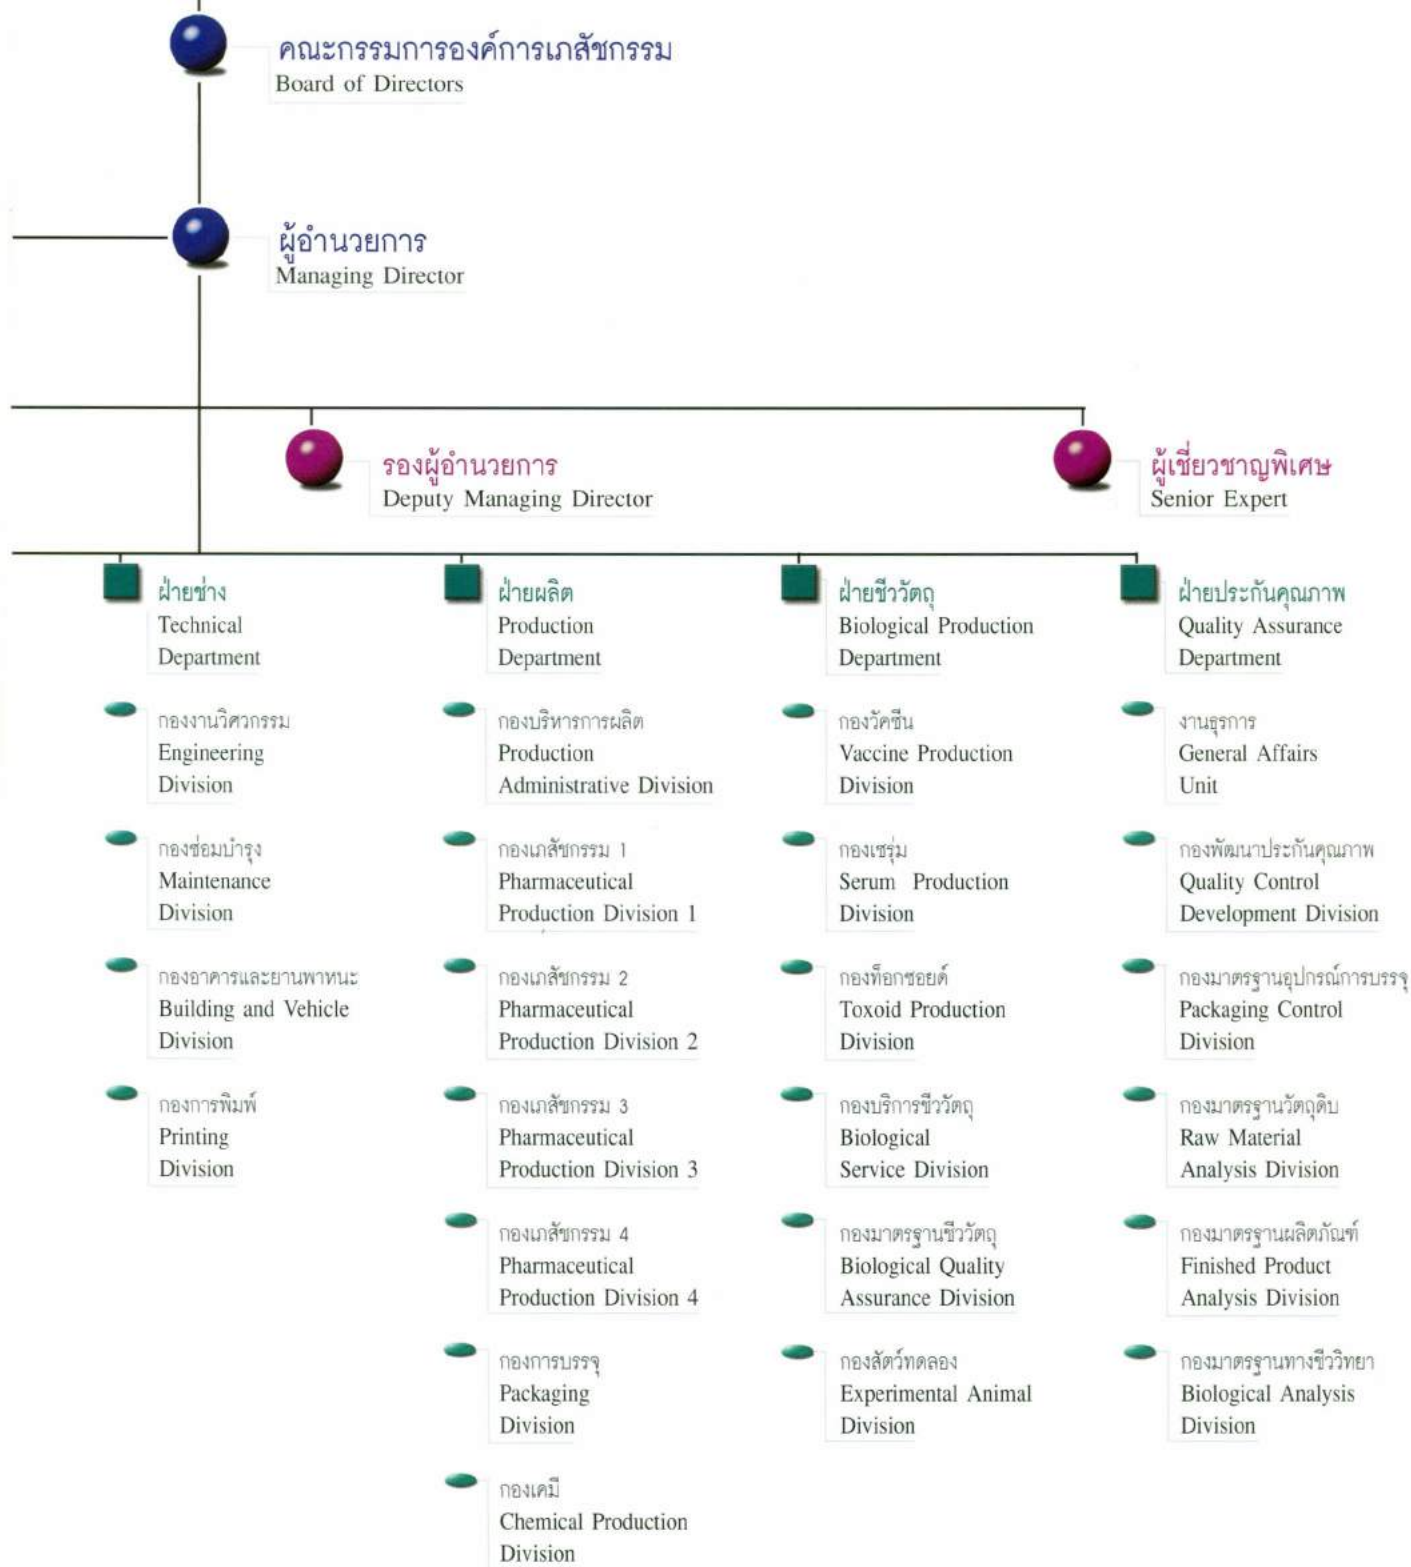 คณะกรรมการองค์การเภสัชกรรม
Board of Directors
ผู้อำนวยการ
Managing Director
รองผู้อำนวยการ
Deputy Managing Director
ผู้เชี่ยวชาญพิเศษ
Senior Expert
ฝ่ายช่าง
Technical
Department
กองงานวิศวกรรม
Engineering
Division
กองซ่อมบำรุง
Maintenance
Division
กองอาคารและยานพาหนะ
Building and Vehicle
Division
กองการพิมพ์
Printing
Division
ฝ่ายผลิต
Production
Department
กองบริหารการผลิต
Production
Administrative Division
กองเภสัชกรรม 1
Pharmaceutical
Production Division 1
กองเภสัชกรรม 2
Pharmaceutical
Production Division 2
กองเภสัชกรรม 3
Pharmaceutical
Production Division 3
กองเภสัชกรรม 4
Pharmaceutical
Production Division 4
กองการบรรจุ
Packaging
Division
กองเคมี
Chemical Production
Division
ฝ่ายชีววัตถุ
Biological Production
Department
กองวัคซีน
Vaccine Production
Division
กองเซรุ่ม
Serum Production
Division
กองท็อกซอยด์
Toxoid Production
Division
กองบริการชีววัตถุ
Biological
Service Division
กองมาตรฐานชีววัตถุ
Biological Quality
Assurance Division
กองสัตว์ทดลอง
Experimental Animal
Division
ฝ่ายประกันคุณภาพ
Quality Assurance
Department
งานธุรการ
General Affairs
Unit
กองพัฒนาประกันคุณภาพ
Quality Control
Development Division
กองมาตรฐานอุปกรณ์การบรรจุ
Packaging Control
Division
กองมาตรฐานวัตถุดิบ
Raw Material
Analysis Division
กองมาตรฐานผลิตภัณฑ์
Finished Product
Analysis Division
กองมาตรฐานทางชีววิทยา
Biological Analysis
Division